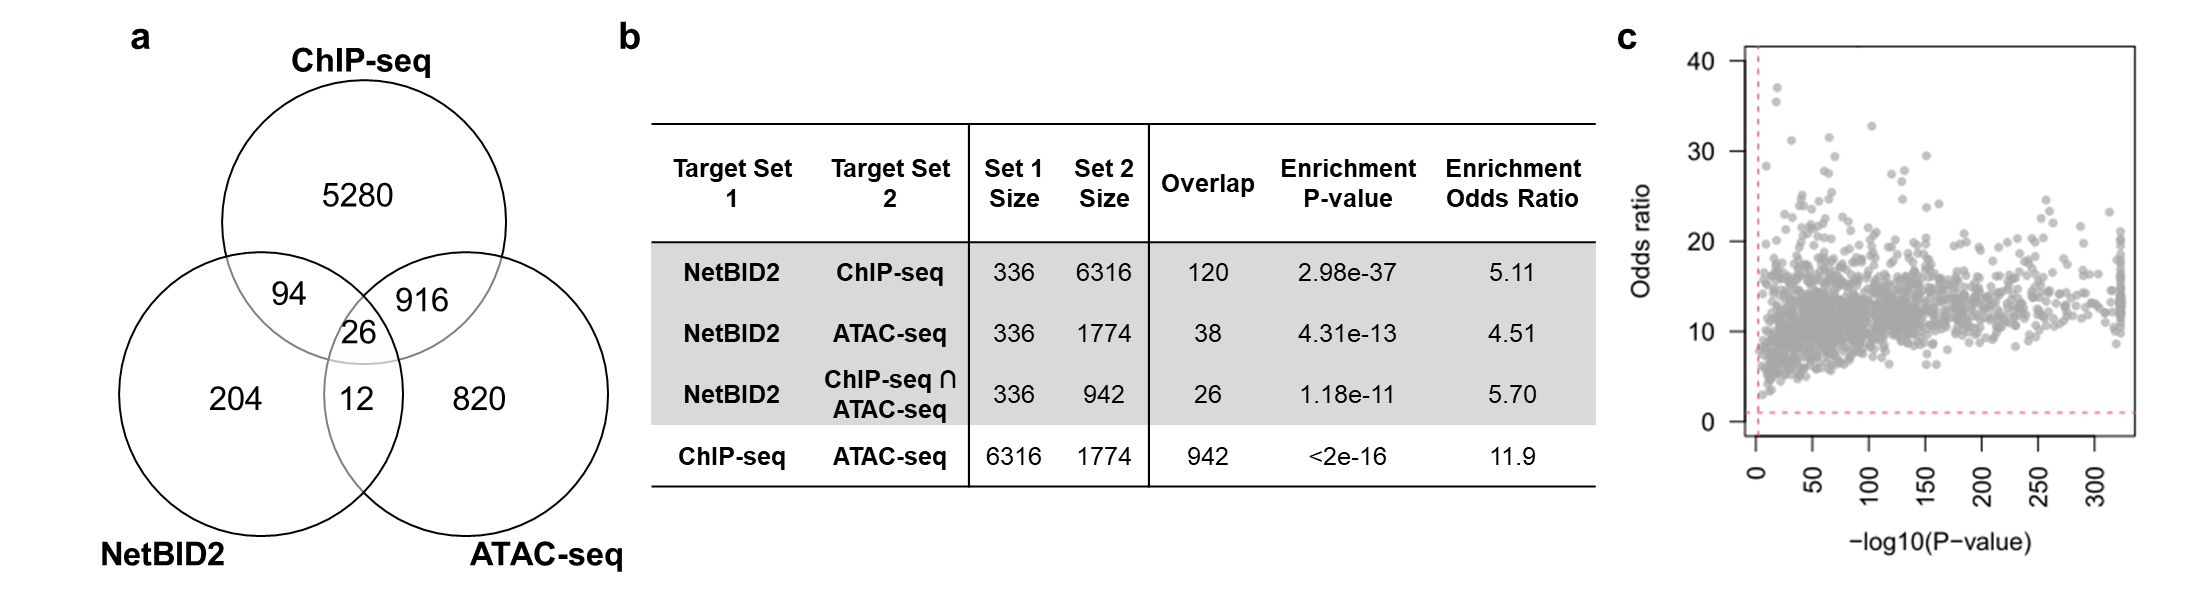 a
ChIP-seq
5280
94
916
26
204
12
820
NetBID2
ATAC-seq
b
Target Set 1
Target Set 2
Set 1 Size
Set 2 Size
Overlap
Enrichment P-value
Enrichment Odds Ratio
NetBID2 ChIP-seq 336 6316 120 2.98e-37 5.11
NetBID2 ATAC-seq 336 1774 38 4.31e-13 4.51
NetBID2 ChIP-seq ∩ ATAC-seq 336 942 26 1.18e-11 5.70
ChIP-seq ATAC-seq 6316 1774 942 <2e-16 11.9
c
Odds ratio
40
30
20
10
0
0 50 100 150 200 250 300
−log10(P−value)